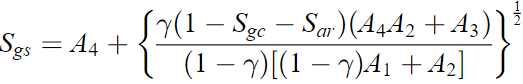 S_{gs} = A_4 + \left\{ \frac{\gamma(1 - S_{gc} - S_{ar})(A_4 A_2 + A_3)}{(1 - \gamma)[(1 - \gamma)A_1 + A_2]} \right\}^{\frac{1}{2}}